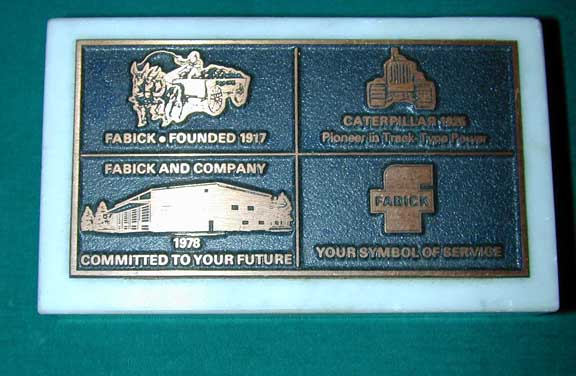 FABICK • FOUNDED 1917
CATERPILLAR 1925
Pioneer in Track-Type Power
FABICK AND COMPANY
1978
COMMITTED TO YOUR FUTURE
FABICK
YOUR SYMBOL OF SERVICE